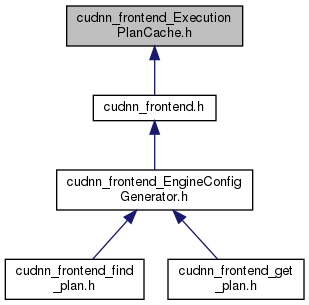 cudnn_frontend_Execution
PlanCache.h
cudnn_frontend.h
cudnn_frontend_EngineConfig
Generator.h
cudnn_frontend_find
_plan.h
cudnn_frontend_get
_plan.h